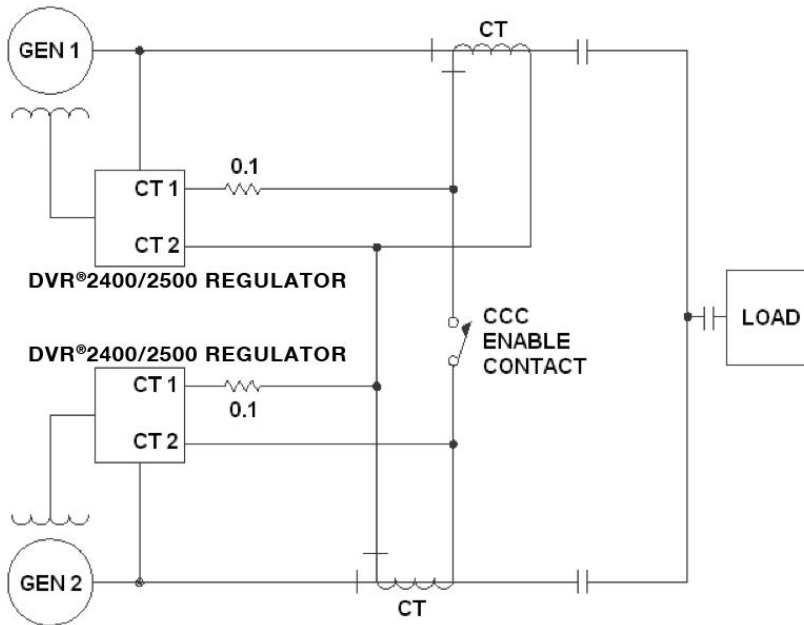 GEN 1
CT
0.1
CT 1
CT 2
DVR®2400/2500 REGULATOR
CCC
ENABLE
CONTACT
LOAD
DVR®2400/2500 REGULATOR
CT 1
0.1
CT 2
GEN 2
CT